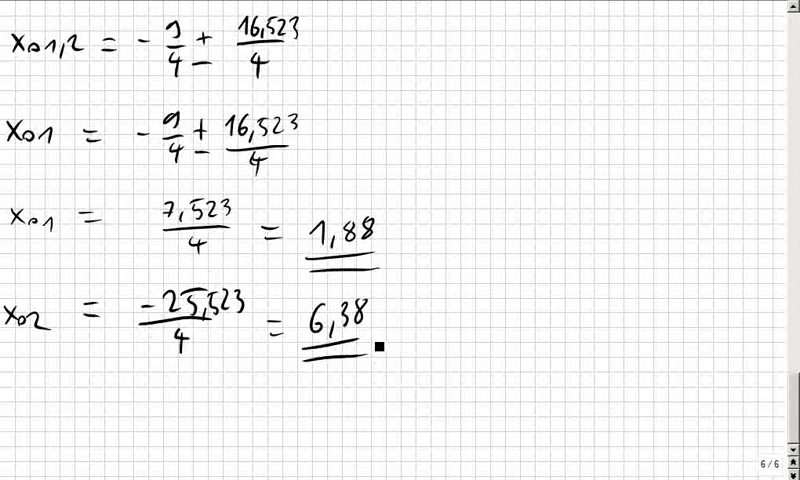 x₀₁,₂ = - 9/4 ± 16,523/4
x₀₁ = - 9/4 ± 16,523/4
x₀₁ = 7,523/4 = 1,88
x₀₂ = -25,523/4 = 6,38
6/6